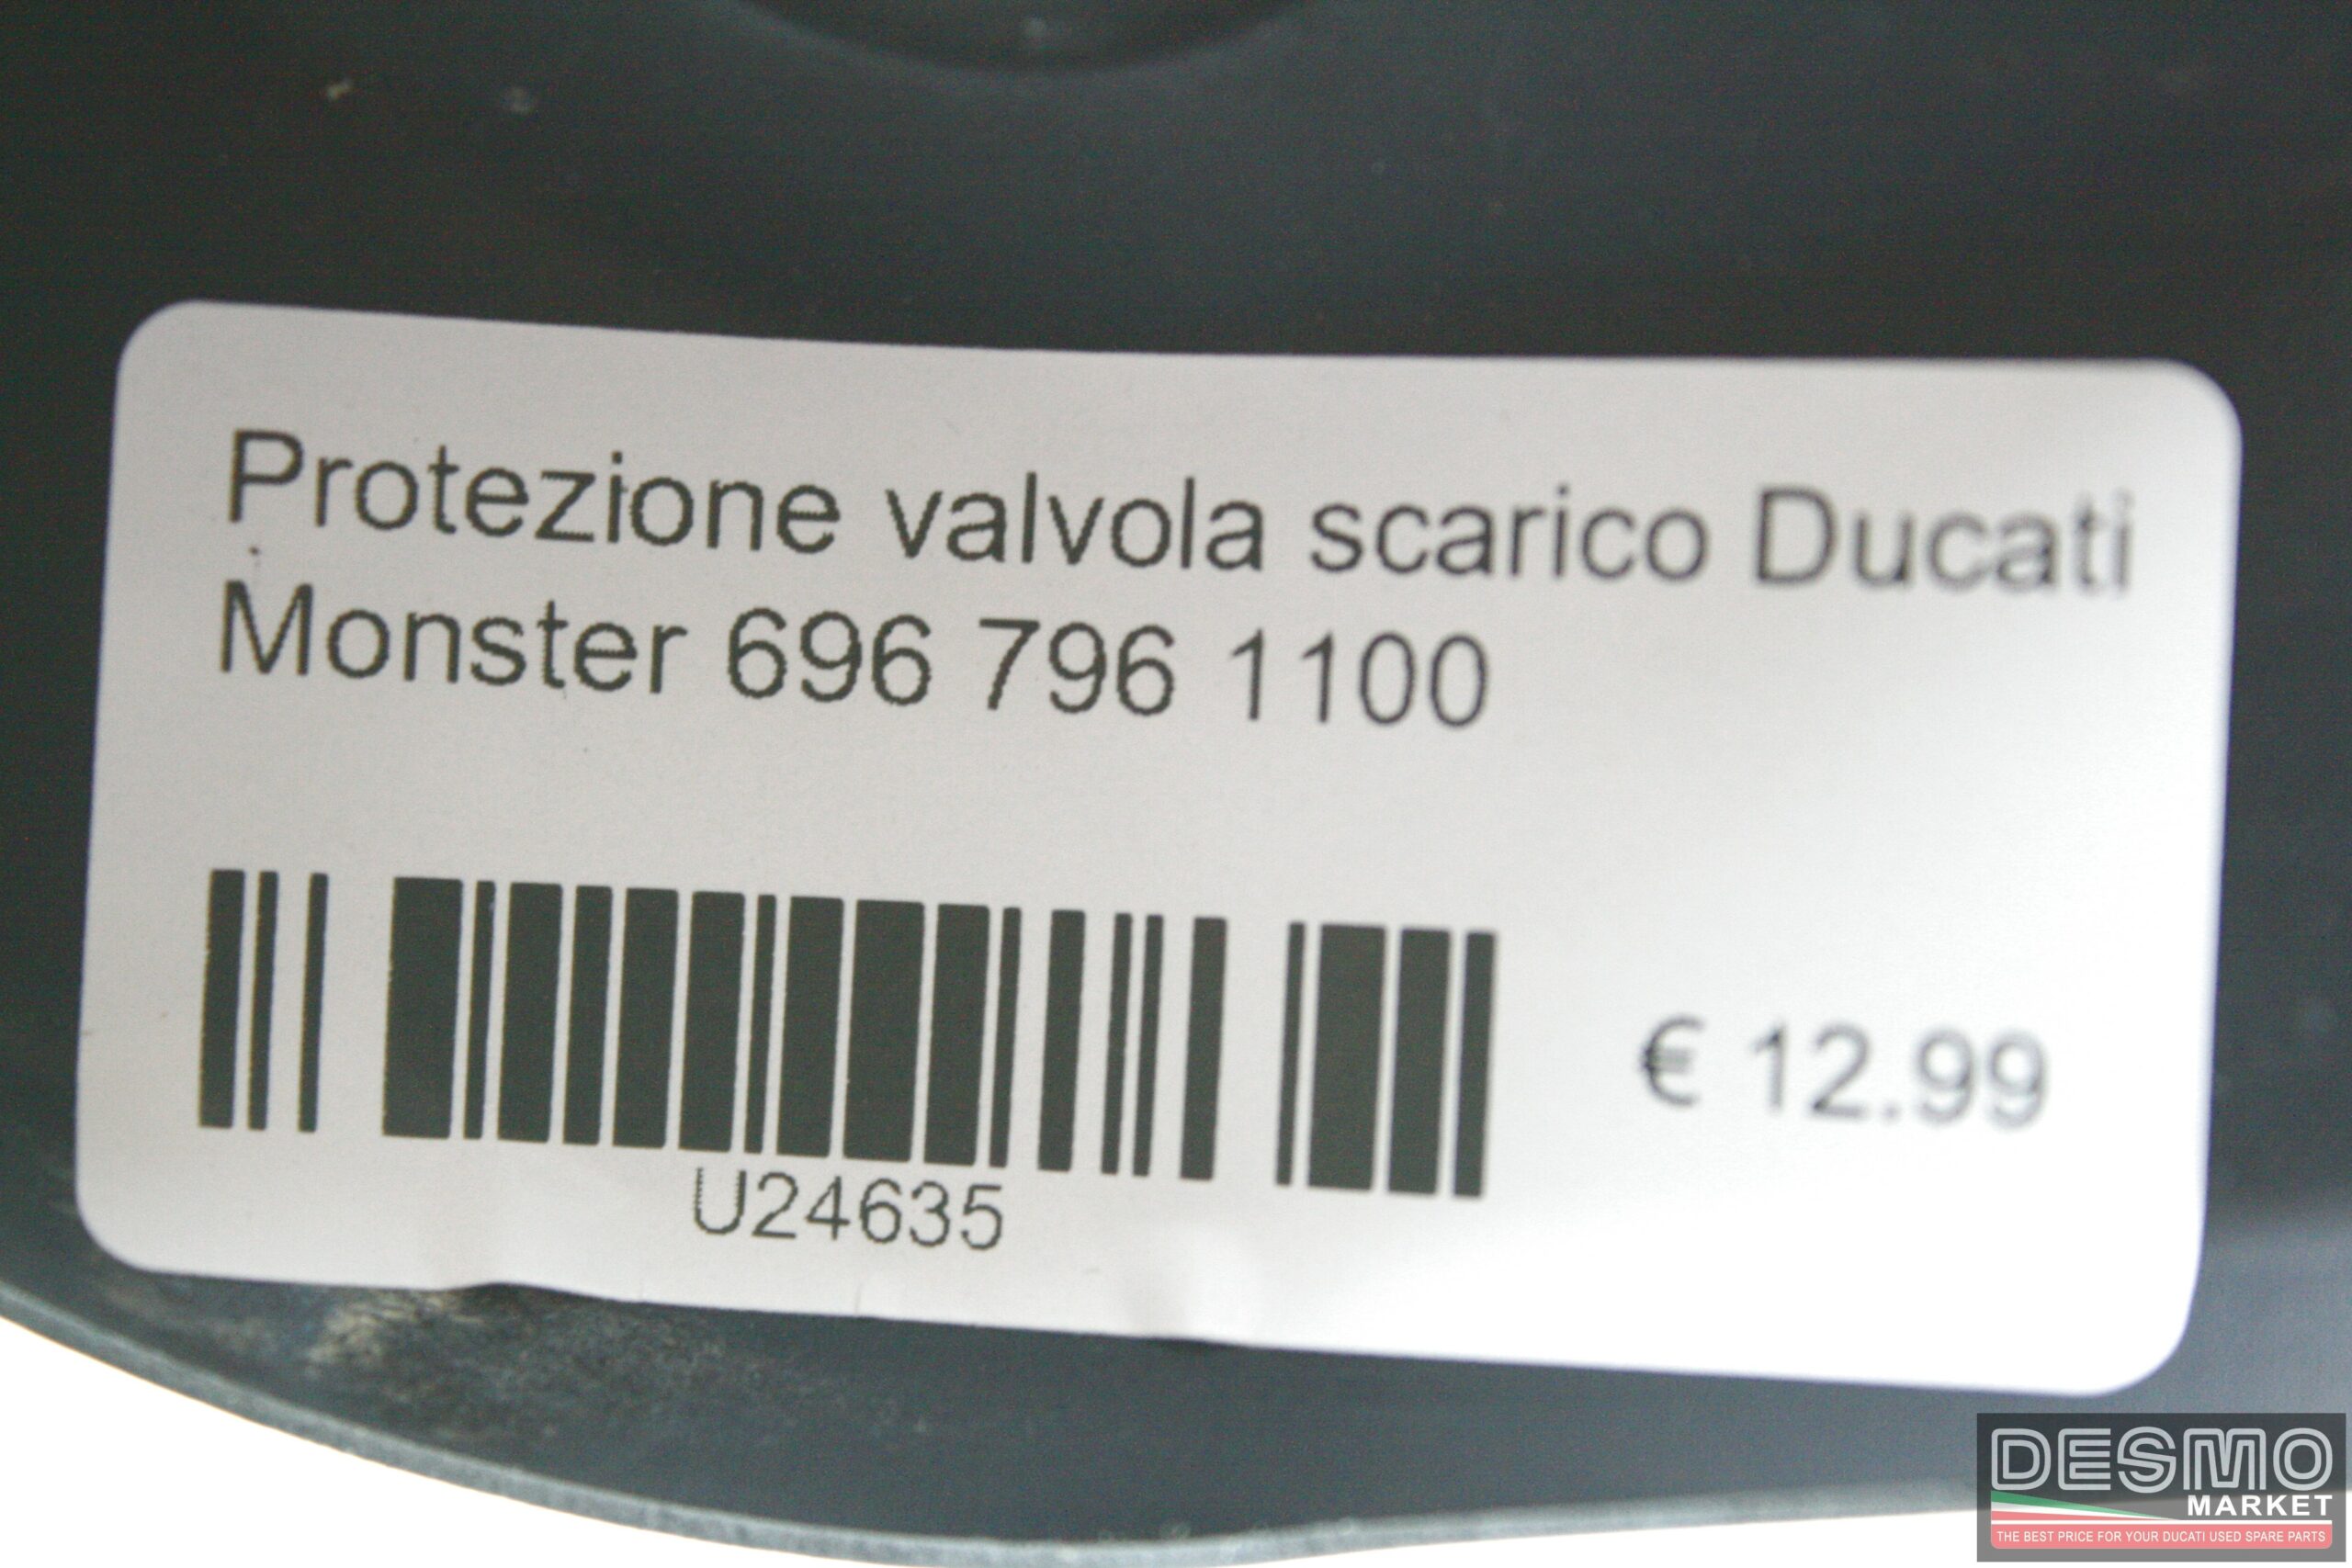 Protezione valvola scarico Ducati
Monster 696 796 1100
€ 12.99
U24635
DESMO
MARKET
THE BEST PRICE FOR YOUR DUCATI USED SPARE PARTS